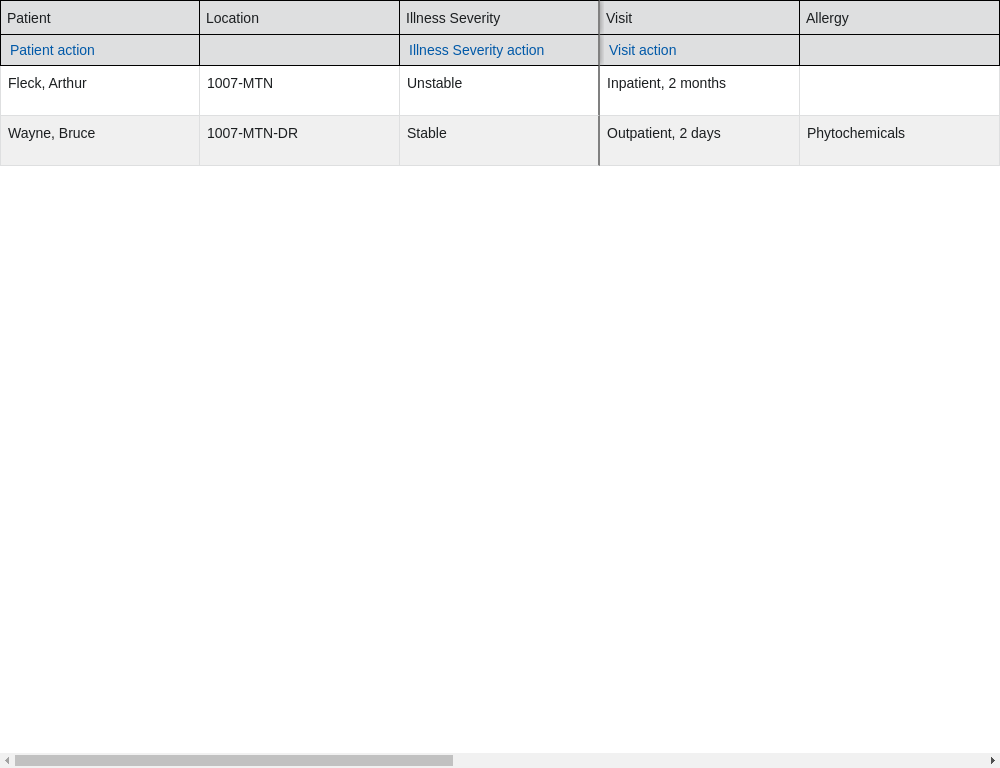 Patient Location Illness Severity Visit Allergy
Patient action Illness Severity action Visit action
Fleck, Arthur 1007-MTN Unstable Inpatient, 2 months
Wayne, Bruce 1007-MTN-DR Stable Outpatient, 2 days Phytochemicals